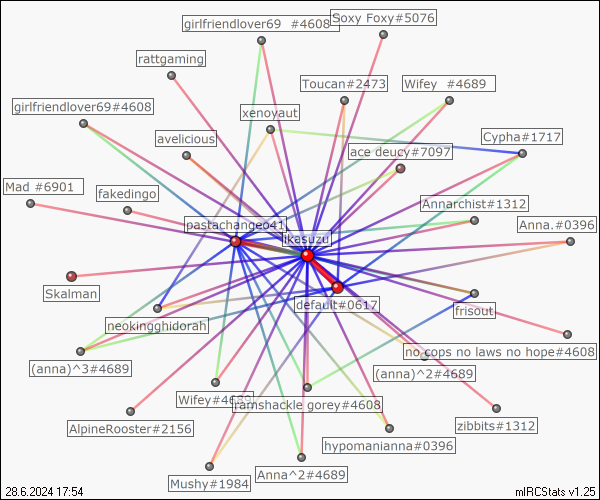 girlfriendlover69 #4608
Soxy Foxy#5076
rattgaming
Toucan#2473
Wifey #4689
girlfriendlover69#4608
xenoyaut
avelicious
Cypha#1717
ace deucy#7097
Mad #6901
fakedingo
Annarchist#1312
pastachangeo41
Anna.#0396
ikasuzu
Skalman
default#0617
frisout
neokingghidorah
no cops no laws no hope#4608
(anna)^3#4689
(anna)^2#4689
Wifey#4689
ramshackle gorey#4608
AlpineRooster#2156
zibbits#1312
hypomanianna#0396
Anna^2#4689
Mushy#1984
28.6.2024 17:54
mIRCStats v1.25